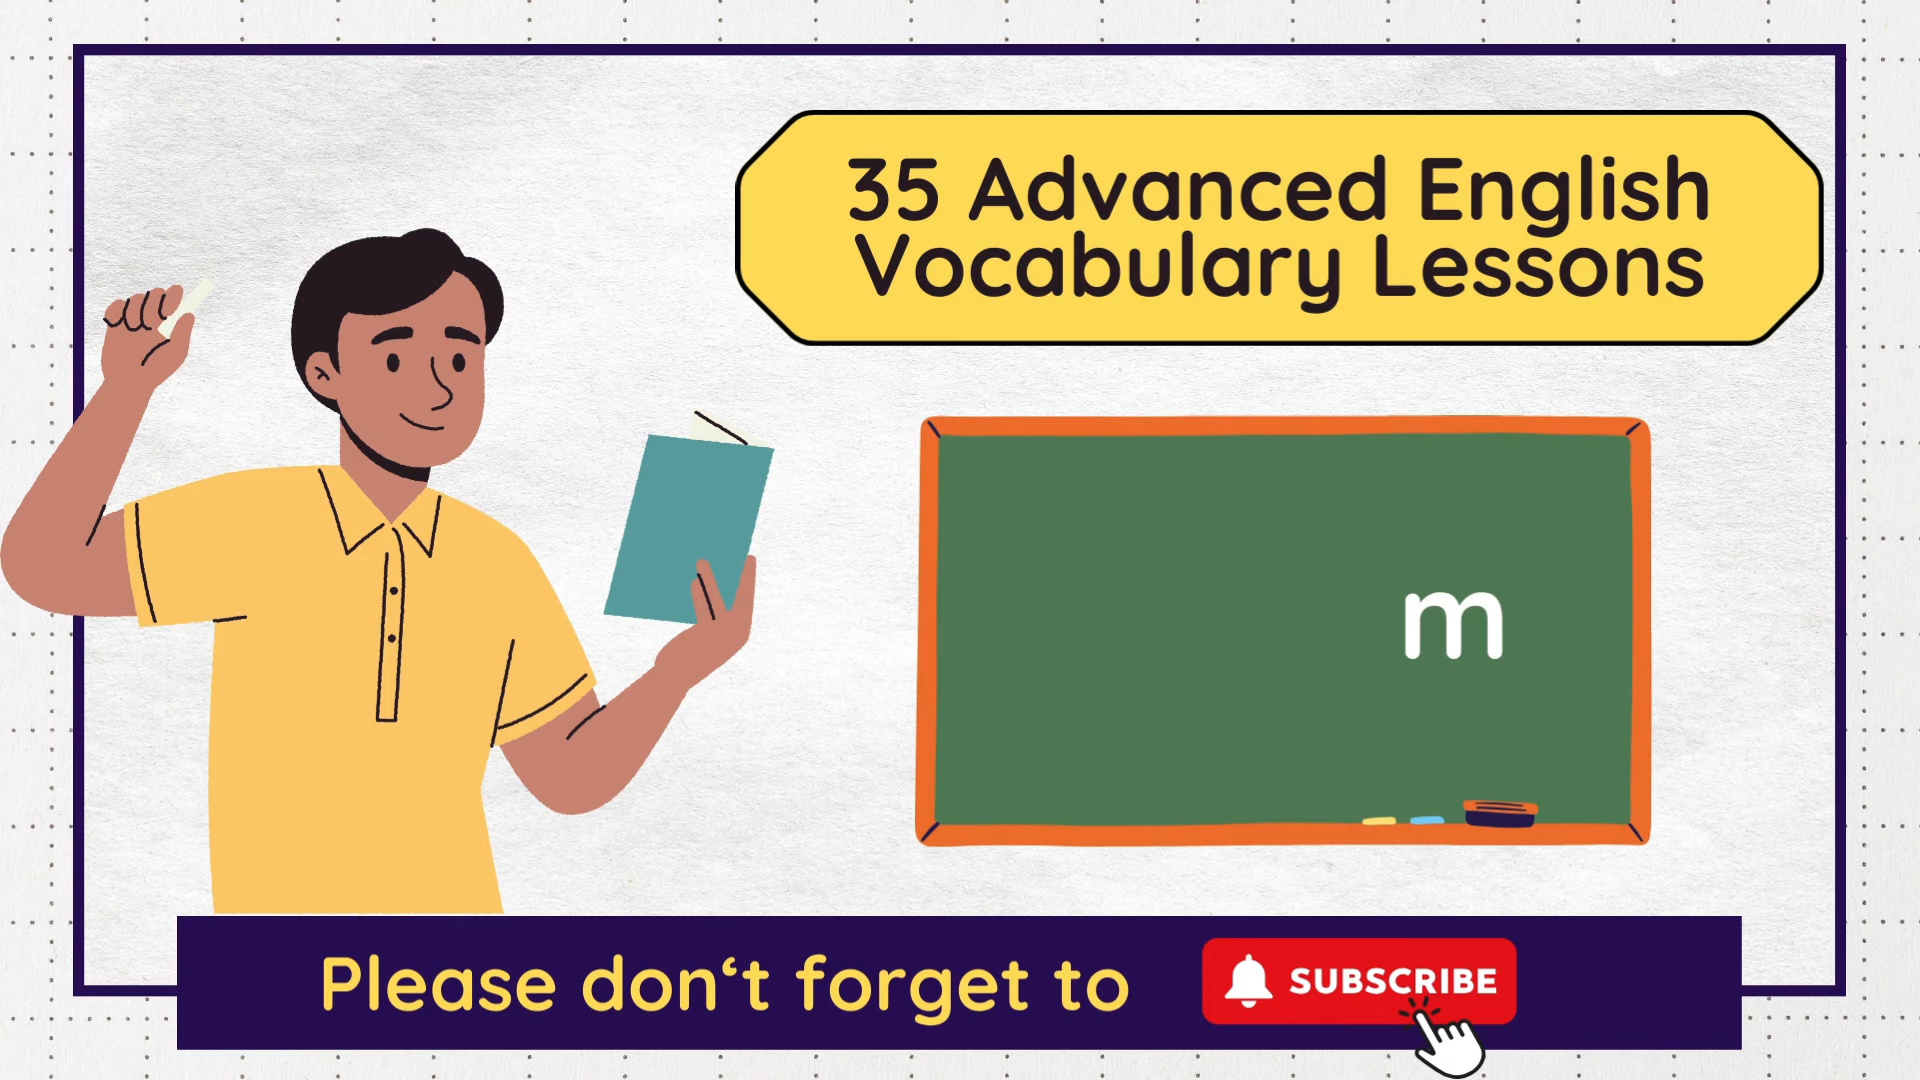 35 Advanced English
Vocabulary Lessons
m
Please don‘t forget to
SUBSCRIBE